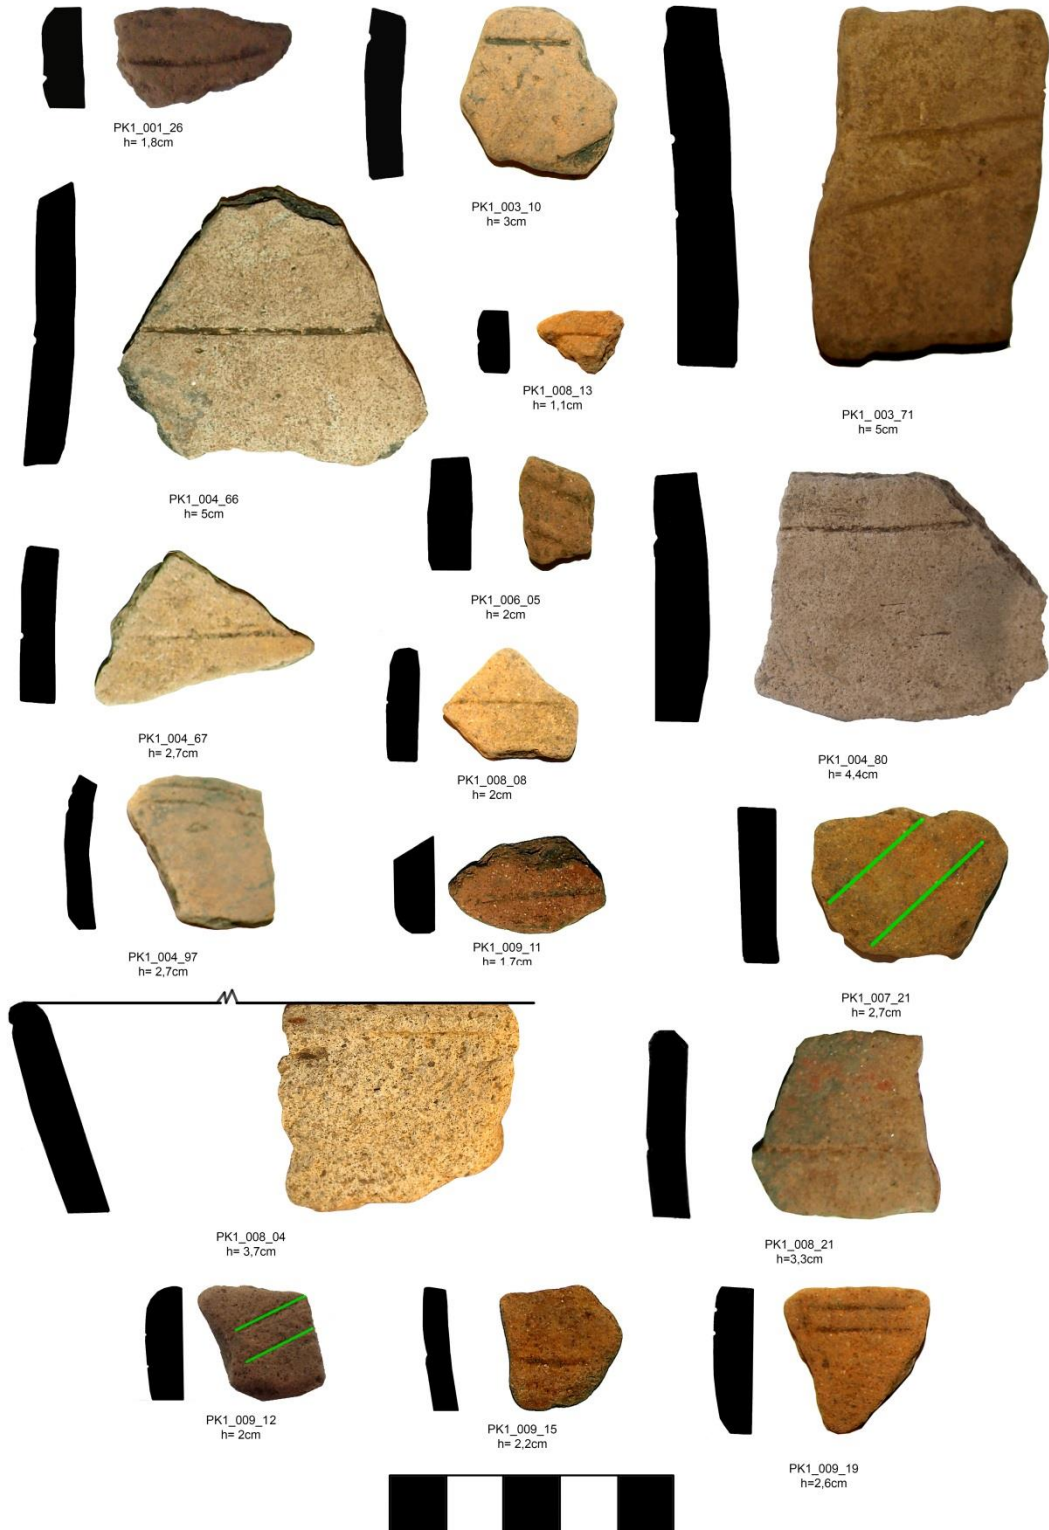 PK1_001_26
h= 1,8cm
PK1_003_10
h= 3cm
PK1_008_13
h= 1,1cm
PK1_ 003_71
h= 5cm
PK1_004_66
h= 5cm
PK1_006_05
h= 2cm
PK1_004_67
h= 2,7cm
PK1_008_08
h= 2cm
PK1_004_80
h= 4,4cm
PK1_004_97
h= 2,7cm
PK1_009_11
h= 1,7cm
PK1_007_21
h= 2,7cm
PK1_008_04
h= 3,7cm
PK1_008_21
h=3,3cm
PK1_009_12
h= 2cm
PK1_009_15
h= 2,2cm
PK1_009_19
h=2,6cm